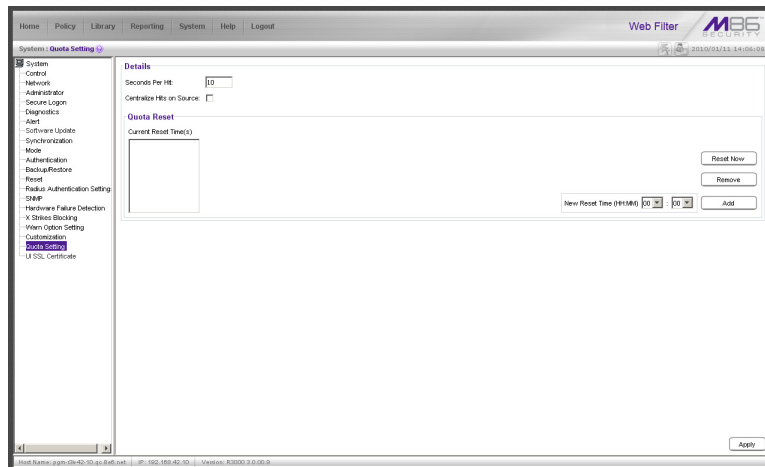 Home Policy Library Reporting System Help Logout
Web Filter
M86 SECURITY
System : Quota Setting
2010/01/11 14:06:08
System
Control
Network
Administrator
Secure Logon
Diagnostics
Alert
Software Update
Synchronization
Mode
Authentication
Backup/Restore
Reset
Radius Authentication Setting
SNMP
Hardware Failure Detection
X Strikes Blocking
Warn Option Setting
Customization
Quota Setting
UI SSL Certificate
Details
Seconds Per Hit: 10
Centralize Hits on Source:
Quota Reset
Current Reset Time(s)
Reset Now
Remove
New Reset Time (HH:MM) 00 : 00 Add
Apply
Host Name: IP: 192.168.42.10 Version: R3000 3.0.00.9